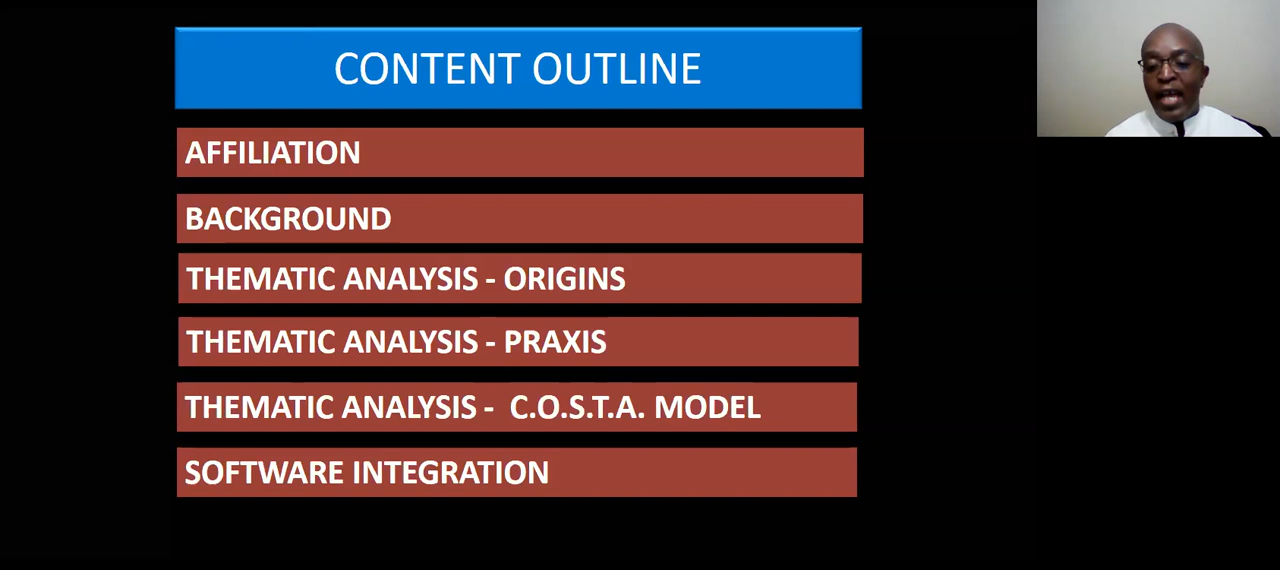 CONTENT OUTLINE
AFFILIATION
BACKGROUND
THEMATIC ANALYSIS - ORIGINS
THEMATIC ANALYSIS - PRAXIS
THEMATIC ANALYSIS - C.O.S.T.A. MODEL
SOFTWARE INTEGRATION